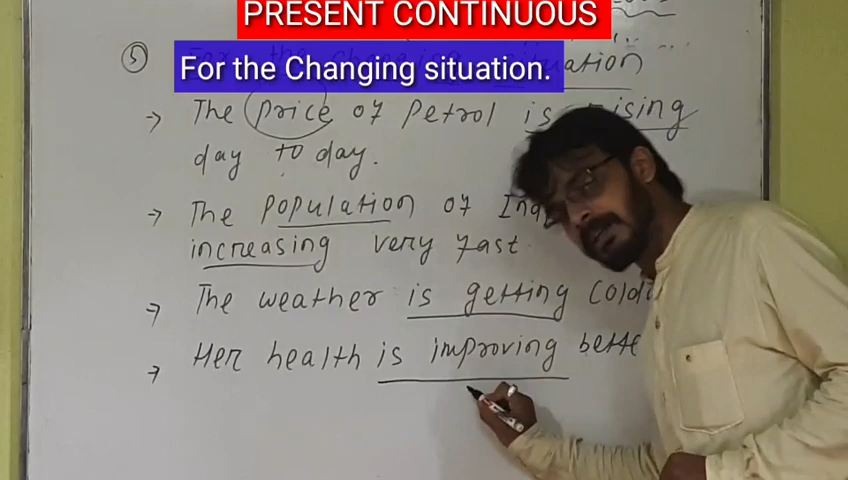 PRESENT CONTINUOUS
For the Changing situation.
5
→ The price of Petrol is rising
day to day.
→ The population of
increasing very fast.
→ The weather is getting
→ Her health is improving